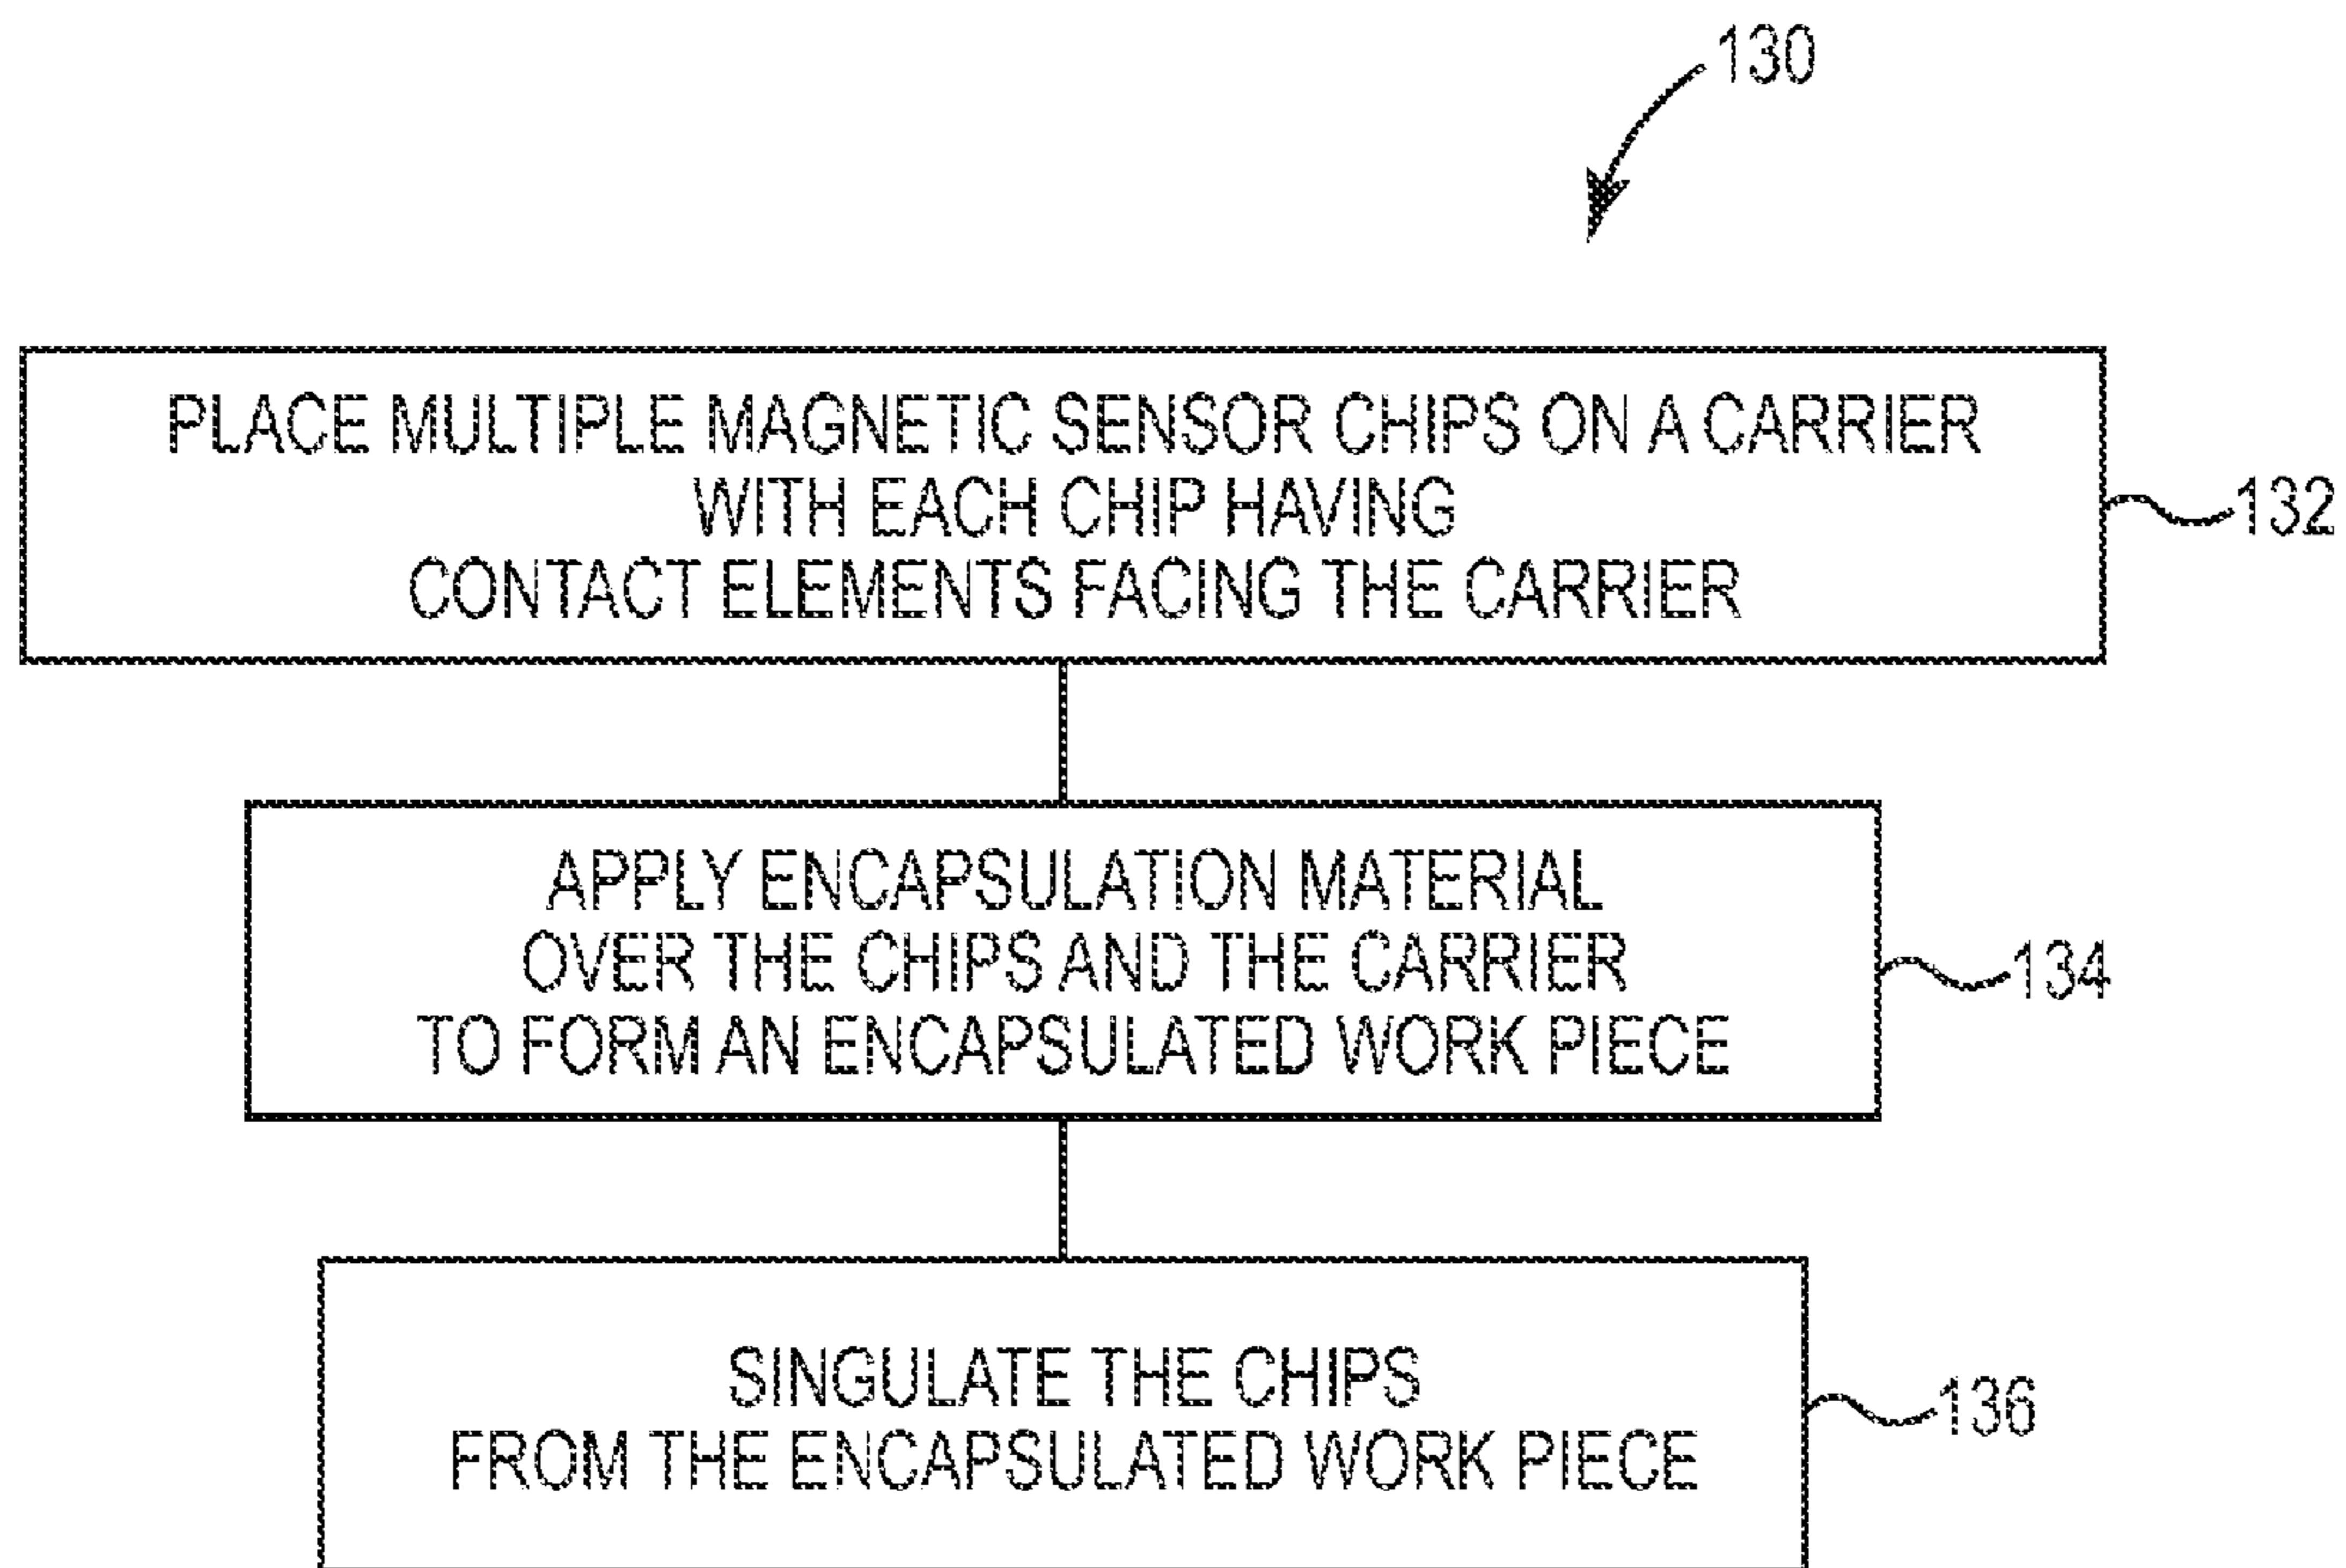 130
PLACE MULTIPLE MAGNETIC SENSOR CHIPS ON A CARRIER
WITH EACH CHIP HAVING
CONTACT ELEMENTS FACING THE CARRIER
132
APPLY ENCAPSULATION MATERIAL
OVER THE CHIPS AND THE CARRIER
TO FORM AN ENCAPSULATED WORK PIECE
134
SINGULATE THE CHIPS
FROM THE ENCAPSULATED WORK PIECE
136